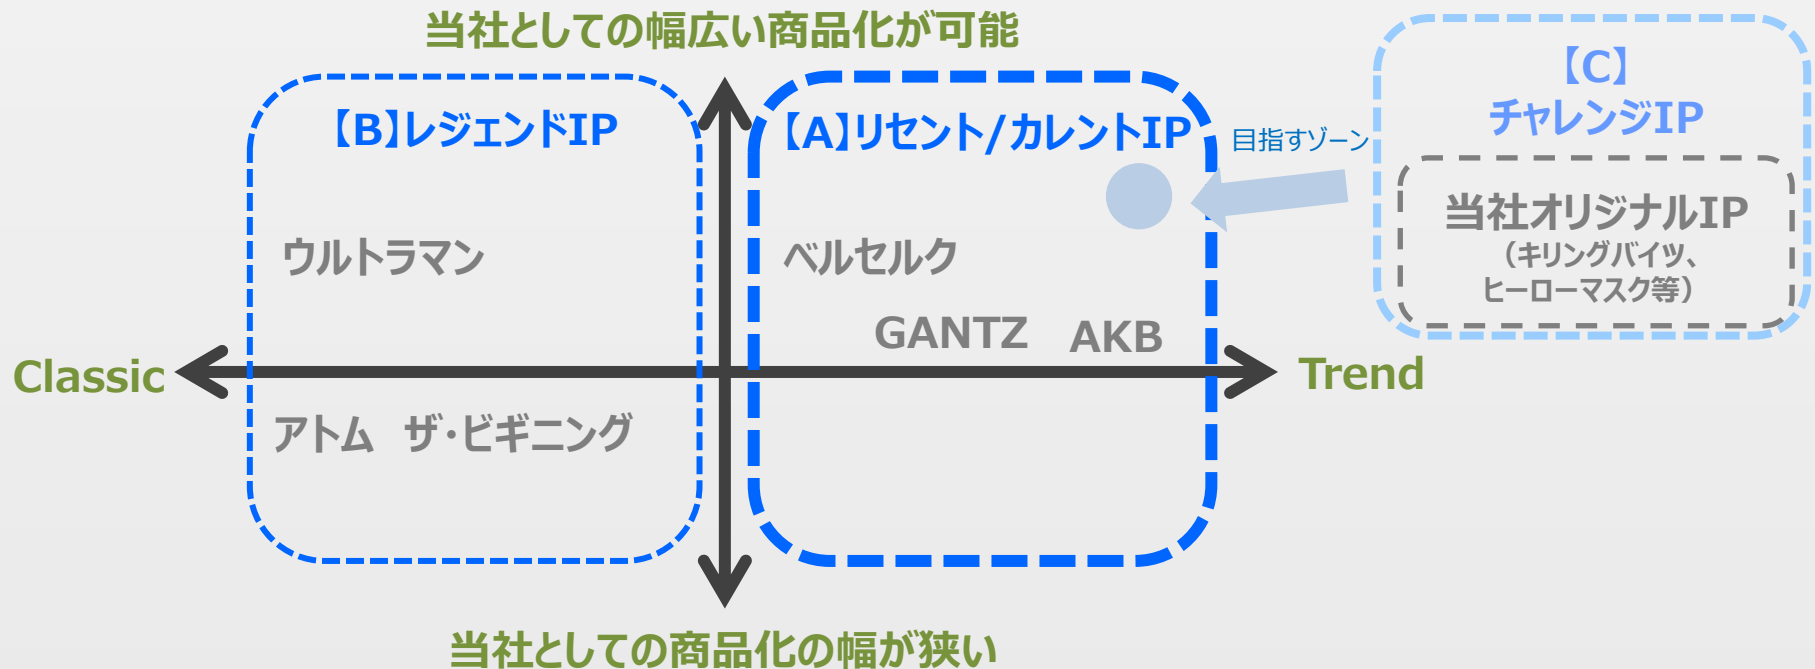 当社としての幅広い商品化が可能
【B】レジェンドIP
【A】リセント/カレントIP
目指すゾーン
【C】
チャレンジIP
当社オリジナルIP
（キリングバイツ、
ヒーローマスク等）
ウルトラマン
ベルセルク
GANTZ
AKB
Classic
Trend
アトム ザ・ビギニング
当社としての商品化の幅が狭い